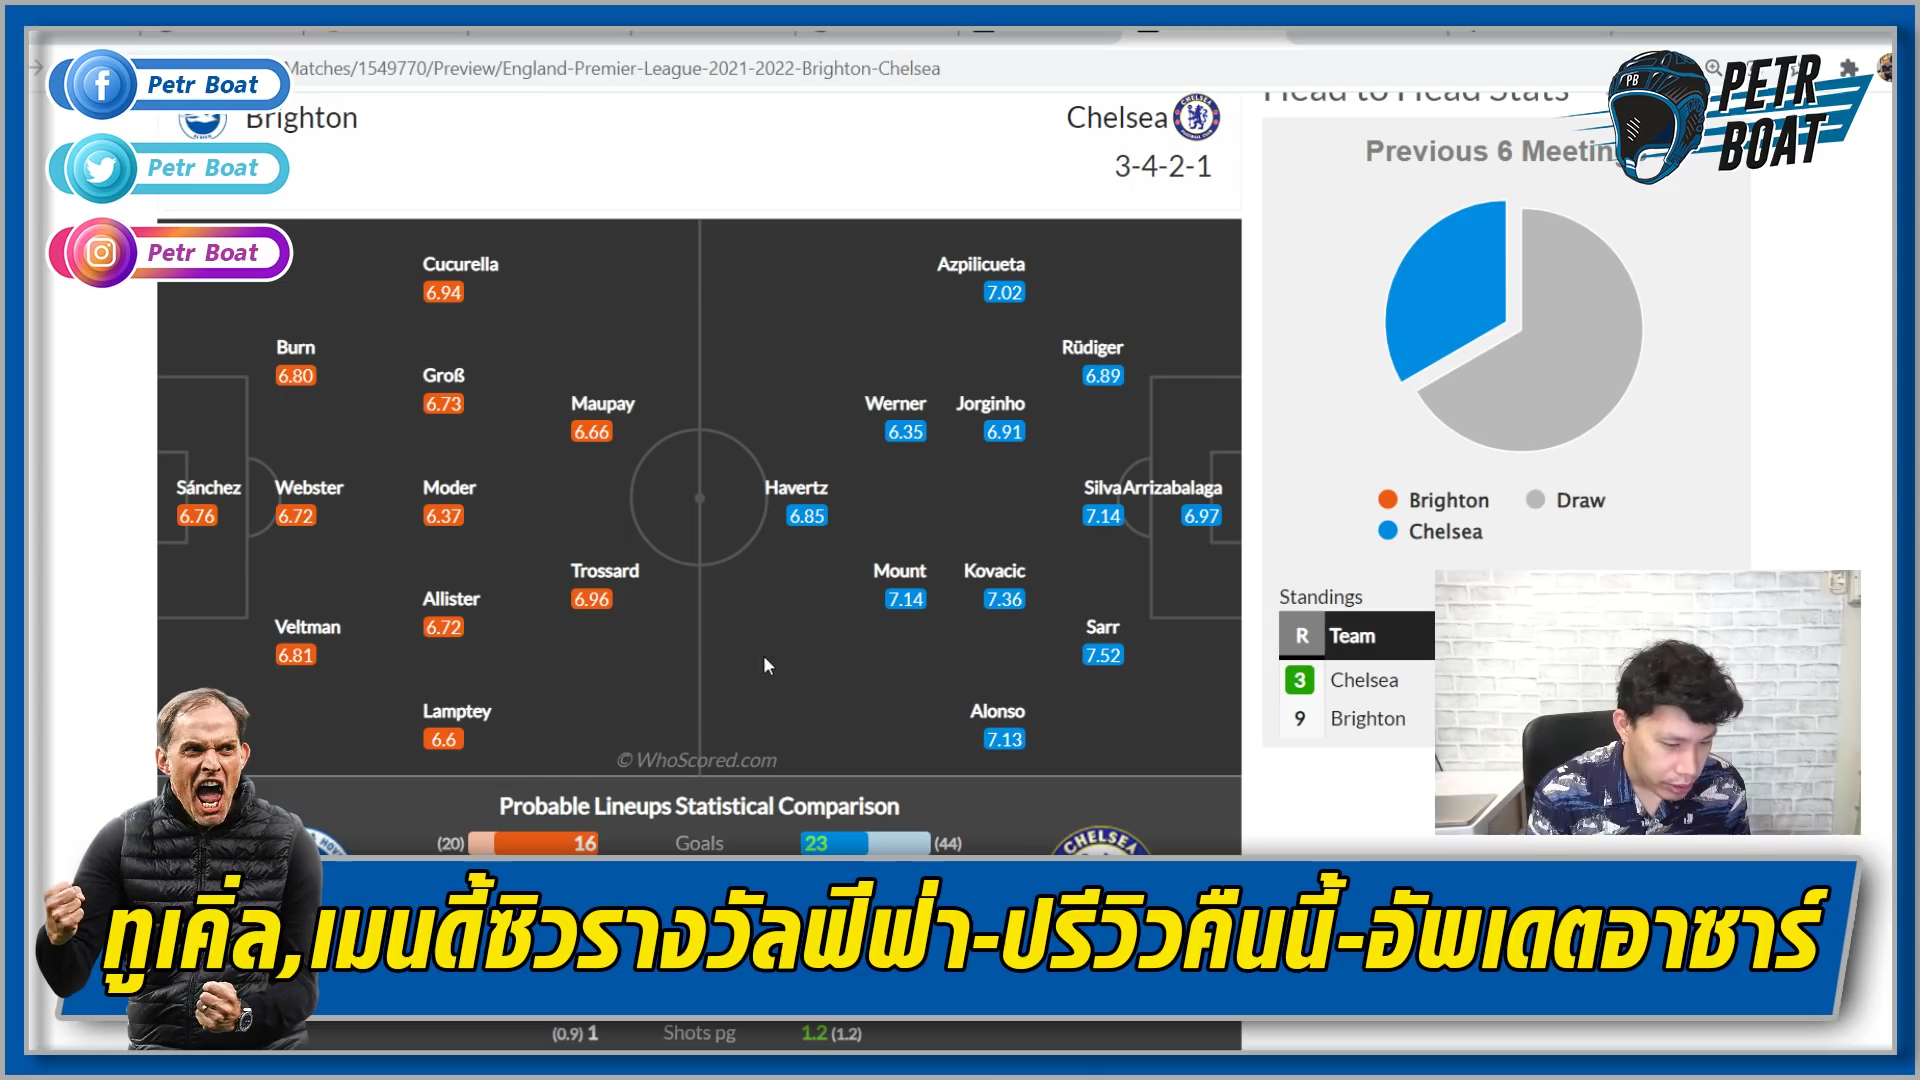 Petr Boat
Petr Boat
Petr Boat
Matches/1549770/Preview/England-Premier-League-2021-2022-Brighton-Chelsea
PB
PETR
BOAT
Brighton
Chelsea
3-4-2-1
Head to Head Stats
Previous 6 Meetin
Brighton
Draw
Chelsea
Standings
R Team
3 Chelsea
9 Brighton
Cucurella
6.94
Burn
6.80
Groß
6.73
Maupay
6.66
Sánchez
6.76
Webster
6.72
Moder
6.37
Trossard
6.96
Allister
6.72
Veltman
6.81
Lamptey
6.6
Azpilicueta
7.02
Rüdiger
6.89
Werner
6.35
Jorginho
6.91
Havertz
6.85
Silva
7.14
Arrizabalaga
6.97
Mount
7.14
Kovacic
7.36
Sarr
7.52
Alonso
7.13
© WhoScored.com
Probable Lineups Statistical Comparison
(20) 16 Goals 23 (44)
CHELSEA
ทูเคิ่ล,เมนดี้ซิวรางวัลฟีฟ่า-ปรีวิวคืนนี้-อัพเดตอาซาร์
(0.9) 1 Shots pg 1.2 (1.2)